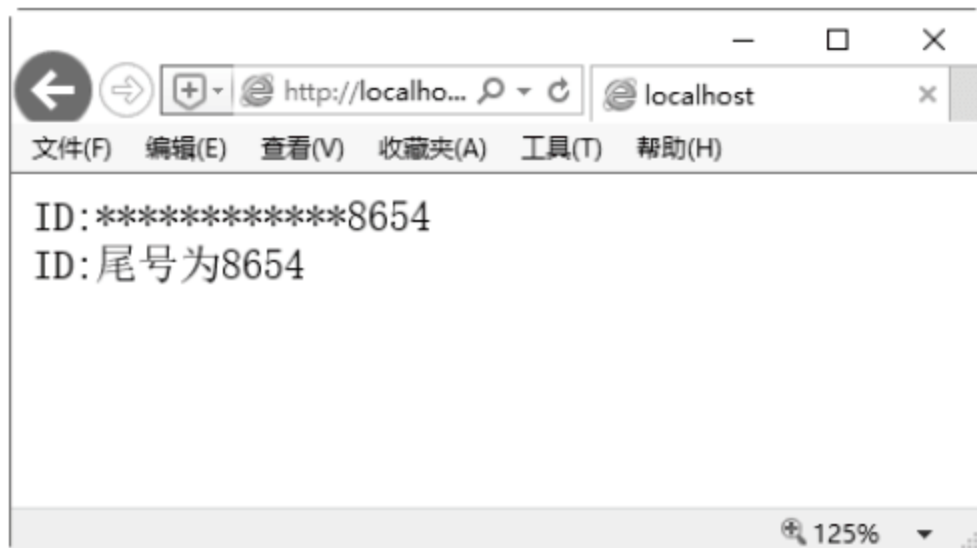 http://localho...
localhost
文件(F) 编辑(E) 查看(V) 收藏夹(A) 工具(T) 帮助(H)
ID:************8654
ID:尾号为8654
125%